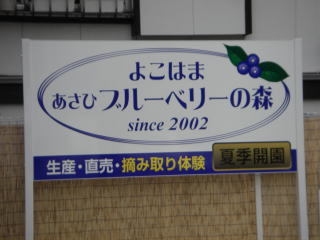 よこはま
あさひブルーベリーの森
since 2002
生産・直売・摘み取り体験
夏季開園